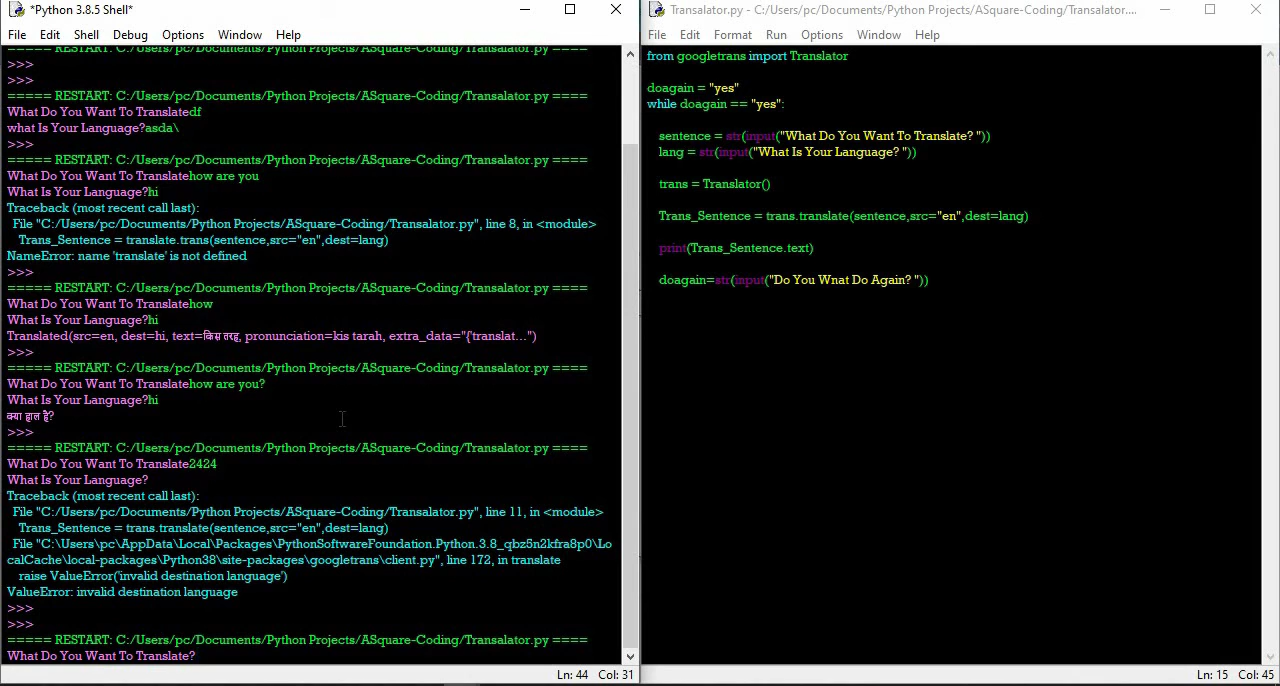 *Python 3.8.5 Shell*
File Edit Shell Debug Options Window Help
===== RESTART: C:/Users/pc/Documents/Python Projects/ASquare-Coding/Transalator.py ====
>>>
>>>
===== RESTART: C:/Users/pc/Documents/Python Projects/ASquare-Coding/Transalator.py ====
What Do You Want To Translatedf
what Is Your Language?asda\
>>>
===== RESTART: C:/Users/pc/Documents/Python Projects/ASquare-Coding/Transalator.py ====
What Do You Want To Translatehow are you
What Is Your Language?hi
Traceback (most recent call last):
File "C:/Users/pc/Documents/Python Projects/ASquare-Coding/Transalator.py", line 8, in <module>
Trans_Sentence = translate.trans(sentence,src="en",dest=lang)
NameError: name 'translate' is not defined
>>>
===== RESTART: C:/Users/pc/Documents/Python Projects/ASquare-Coding/Transalator.py ====
What Do You Want To Translatehow
What Is Your Language?hi
Translated(src=en, dest=hi, text=किस तरह, pronunciation=kis tarah, extra_data="{'translat...")
>>>
===== RESTART: C:/Users/pc/Documents/Python Projects/ASquare-Coding/Transalator.py ====
What Do You Want To Translatehow are you?
What Is Your Language?hi
क्या हाल है?
>>>
===== RESTART: C:/Users/pc/Documents/Python Projects/ASquare-Coding/Transalator.py ====
What Do You Want To Translate2424
What Is Your Language?
Traceback (most recent call last):
File "C:/Users/pc/Documents/Python Projects/ASquare-Coding/Transalator.py", line 11, in <module>
Trans_Sentence = trans.translate(sentence,src="en",dest=lang)
File "C:\Users\pc\AppData\Local\Packages\PythonSoftwareFoundation.Python.3.8_qbz5n2kfra8p0\Lo
calCache\local-packages\Python38\site-packages\googletrans\client.py", line 172, in translate
raise ValueError('invalid destination language')
ValueError: invalid destination language
>>>
>>>
===== RESTART: C:/Users/pc/Documents/Python Projects/ASquare-Coding/Transalator.py ====
What Do You Want To Translate?
Ln: 44 Col: 31
Transalator.py - C:/Users/pc/Documents/Python Projects/ASquare-Coding/Transalator....
File Edit Format Run Options Window Help
from googletrans import Translator
doagain = "yes"
while doagain == "yes":
sentence = str(input("What Do You Want To Translate? "))
lang = str(input("What Is Your Language? "))
trans = Translator()
Trans_Sentence = trans.translate(sentence,src="en",dest=lang)
print(Trans_Sentence.text)
doagain=str(input("Do You Wnat Do Again? "))
Ln: 15 Col: 45